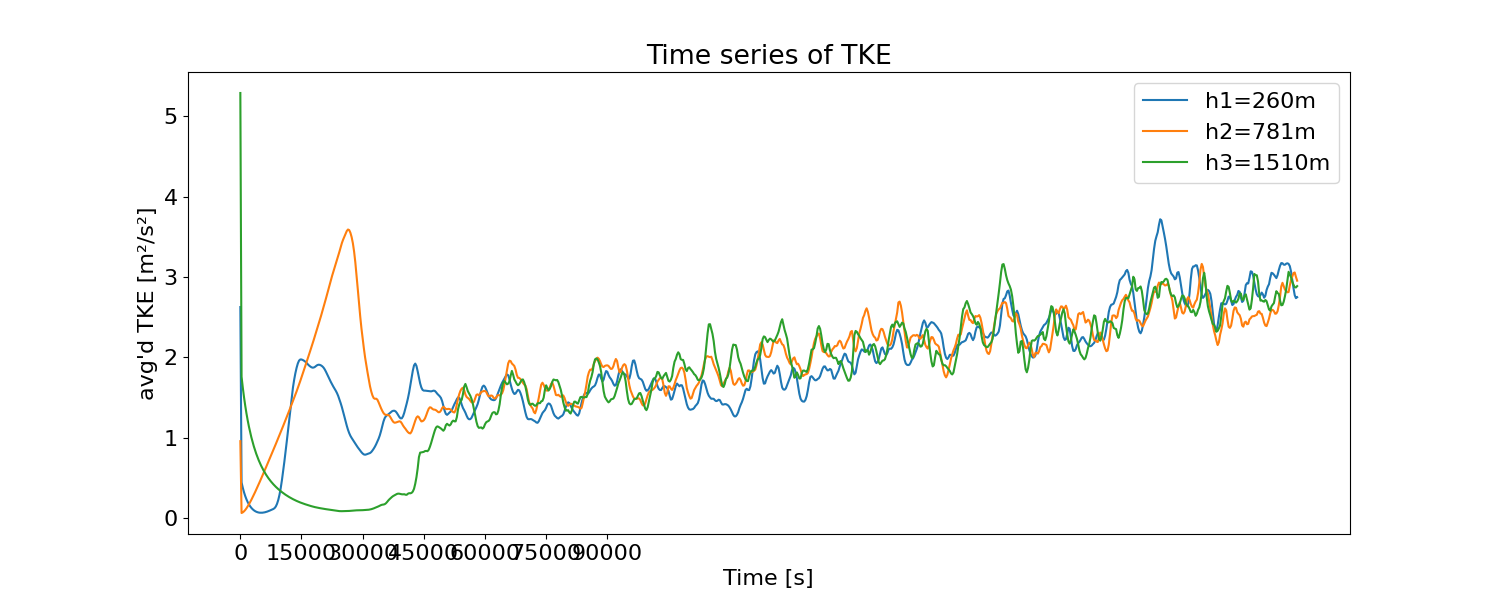 Time series of TKE
h1=260m
h2=781m
h3=1510m
avg'd TKE [m²/s²]
5
4
3
2
1
0
0 15000 30000 45000 60000 75000 90000
Time [s]